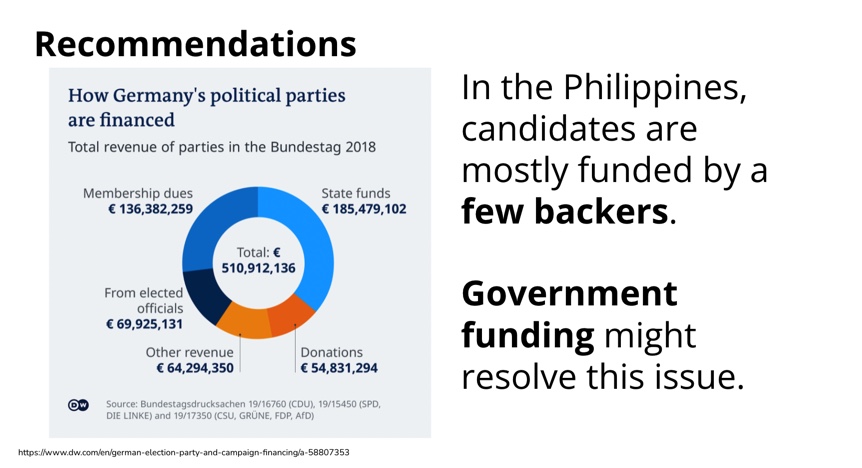 Recommendations
How Germany's political parties
are financed
Total revenue of parties in the Bundestag 2018
Membership dues
€ 136,382,259
State funds
€ 185,479,102
Total: €
510,912,136
From elected
officials
€ 69,925,131
Other revenue
€ 64,294,350
Donations
€ 54,831,294
DW
Source: Bundestagsdrucksachen 19/16760 (CDU), 19/15450 (SPD,
DIE LINKE) and 19/17350 (CSU, GRÜNE, FDP, AfD)
In the Philippines,
candidates are
mostly funded by a
few backers.
Government
funding might
resolve this issue.
https://www.dw.com/en/german-election-party-and-campaign-financing/a-58807353